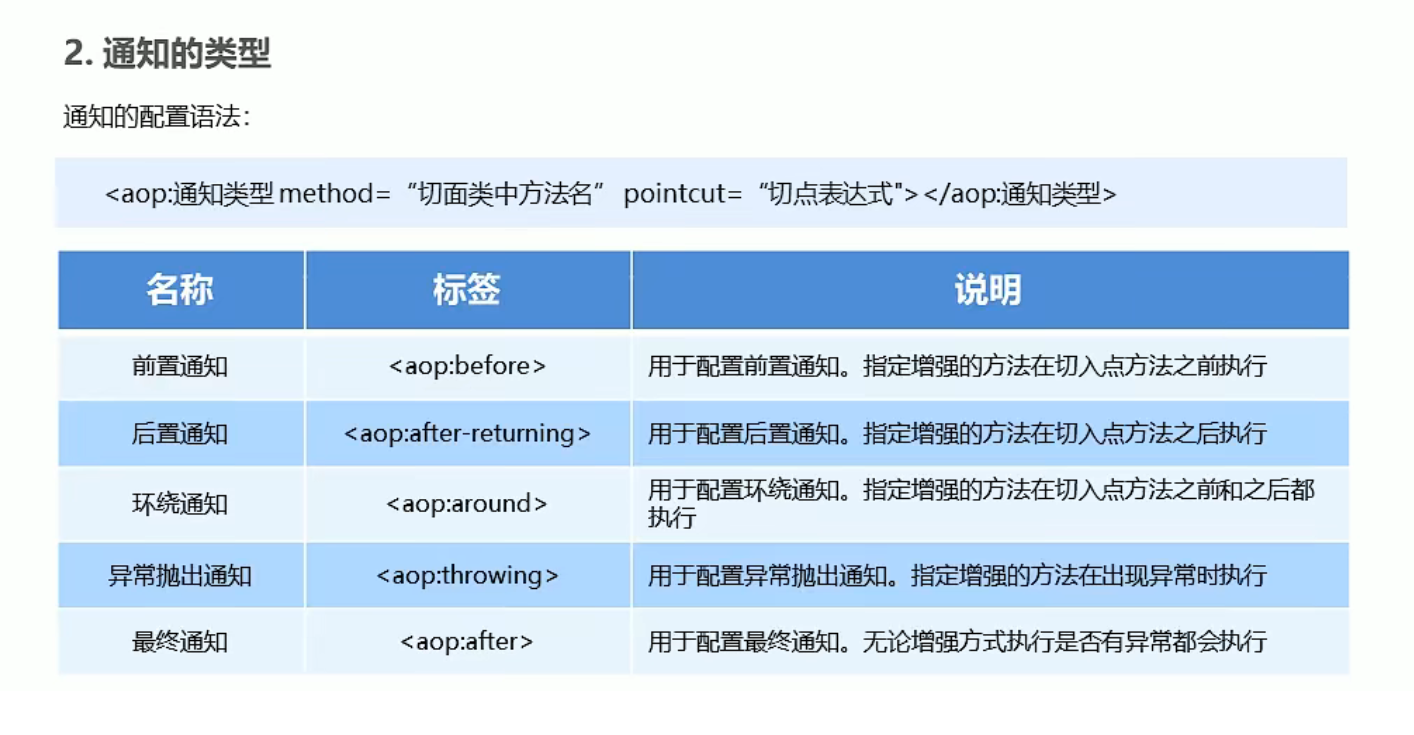 2. 通知的类型
通知的配置语法：
<aop:通知类型 method=“切面类中方法名” pointcut=“切点表达式"></aop:通知类型>
名称 标签 说明
前置通知 <aop:before> 用于配置前置通知。指定增强的方法在切入点方法之前执行
后置通知 <aop:after-returning> 用于配置后置通知。指定增强的方法在切入点方法之后执行
环绕通知 <aop:around> 用于配置环绕通知。指定增强的方法在切入点方法之前和之后都
执行
异常抛出通知 <aop:throwing> 用于配置异常抛出通知。指定增强的方法在出现异常时执行
最终通知 <aop:after> 用于配置最终通知。无论增强方式执行是否有异常都会执行